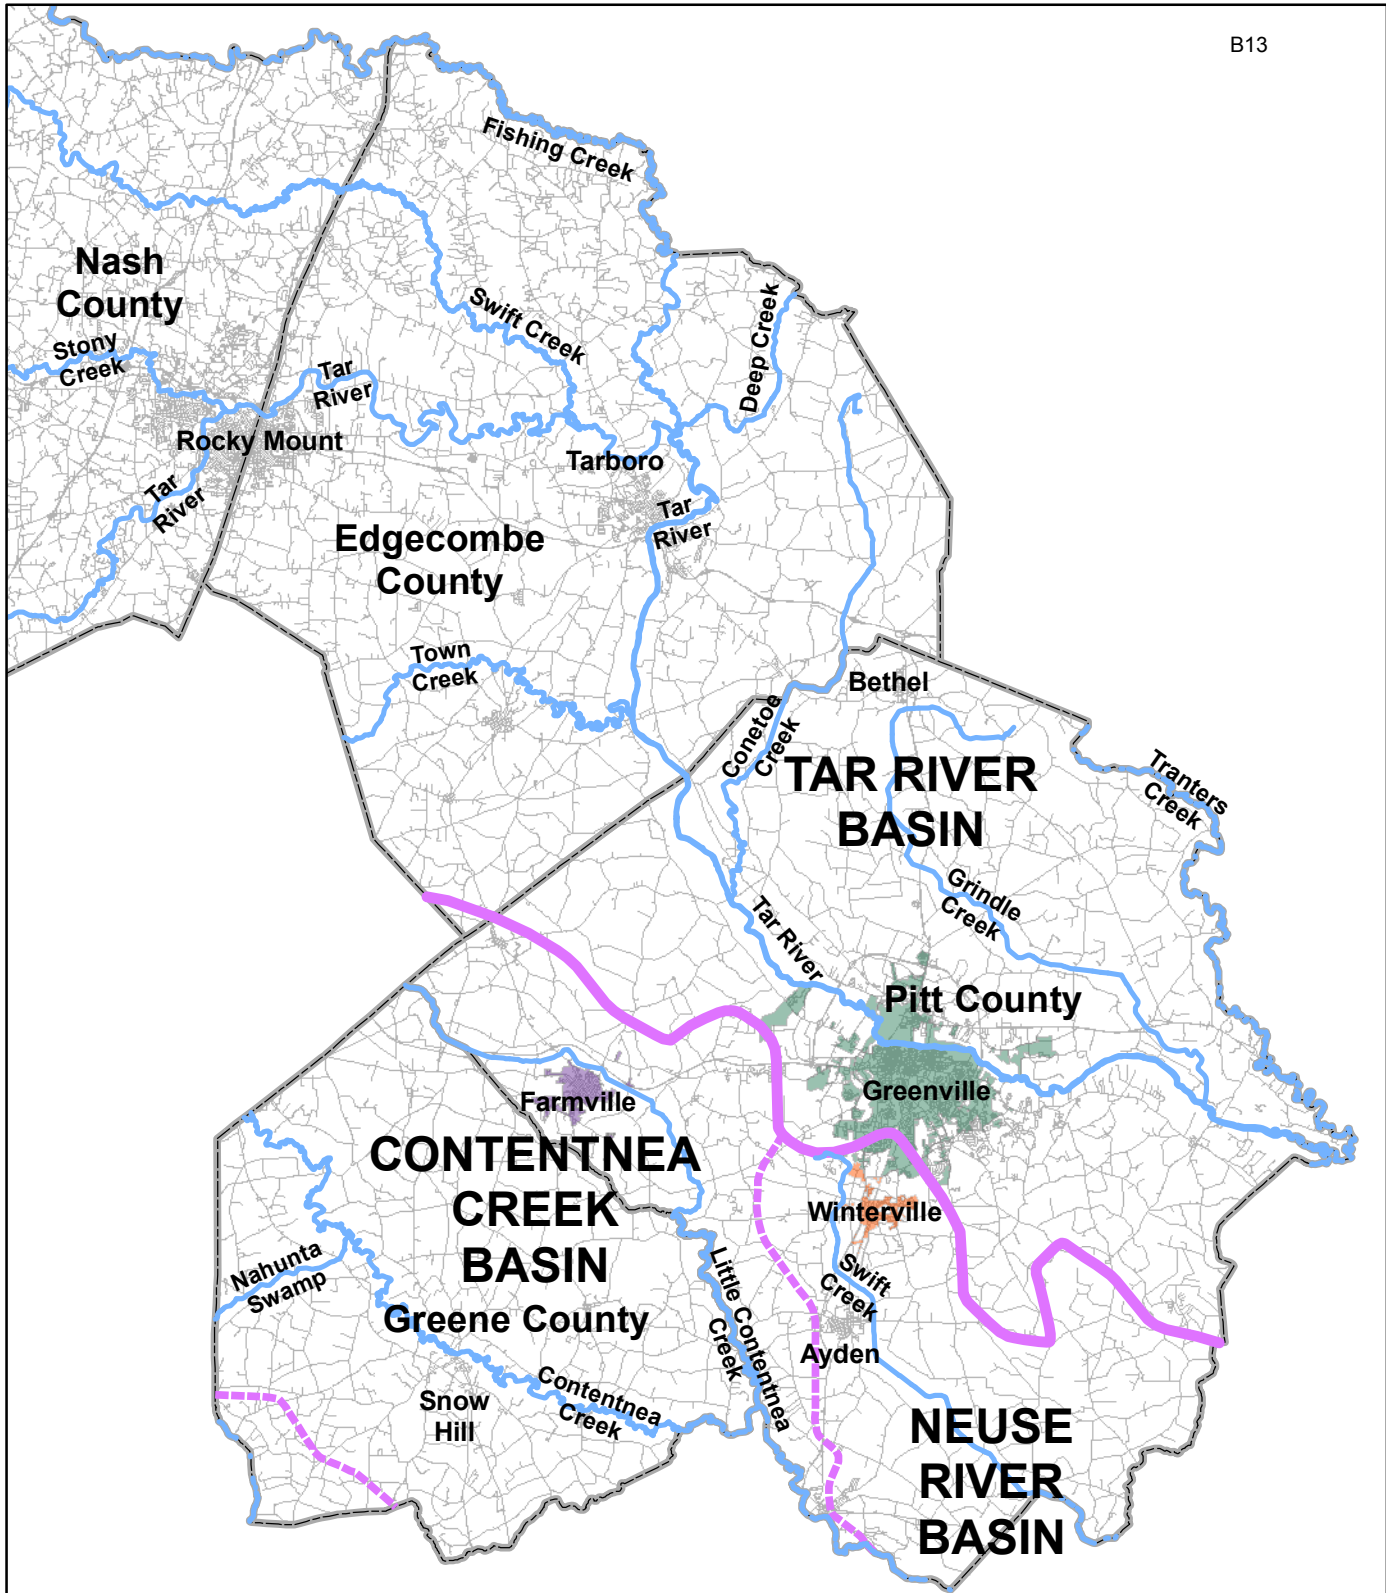 B13
Fishing Creek
Nash
County
Swift Creek
Deep Creek
Stony
Creek
Tar
River
Rocky Mount
Tarboro
Tar
River
Tar
River
Edgecombe
County
Town
Creek
Bethel
Conetoe
Creek
TAR RIVER
BASIN
Tranters
Creek
Grindle
Creek
Tar River
Pitt County
Greenville
Farmville
CONTENTNEA
CREEK
BASIN
Winterville
Nahunta
Swamp
Swift
Creek
Little Contentnea
Creek
Greene County
Ayden
Snow
Hill
Contentnea
Creek
NEUSE
RIVER
BASIN